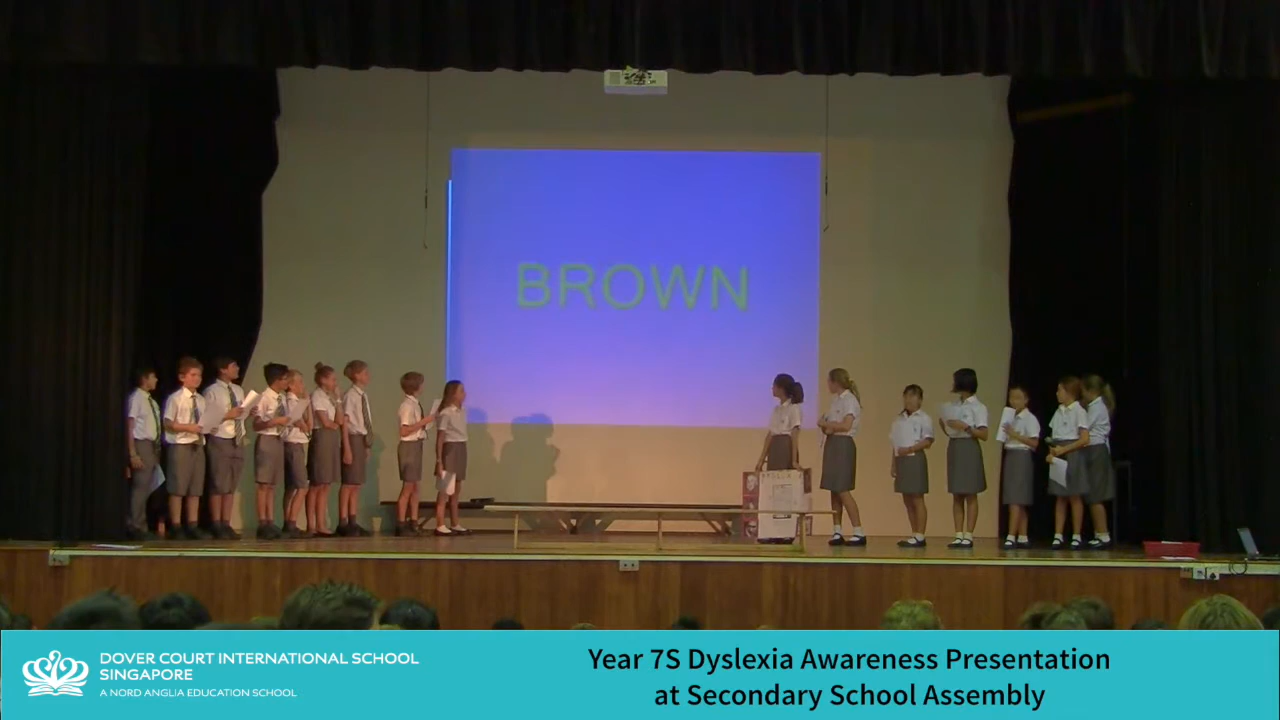 BROWN
DOVER COURT INTERNATIONAL SCHOOL
SINGAPORE
A NORD ANGLIA EDUCATION SCHOOL
Year 7S Dyslexia Awareness Presentation
at Secondary School Assembly